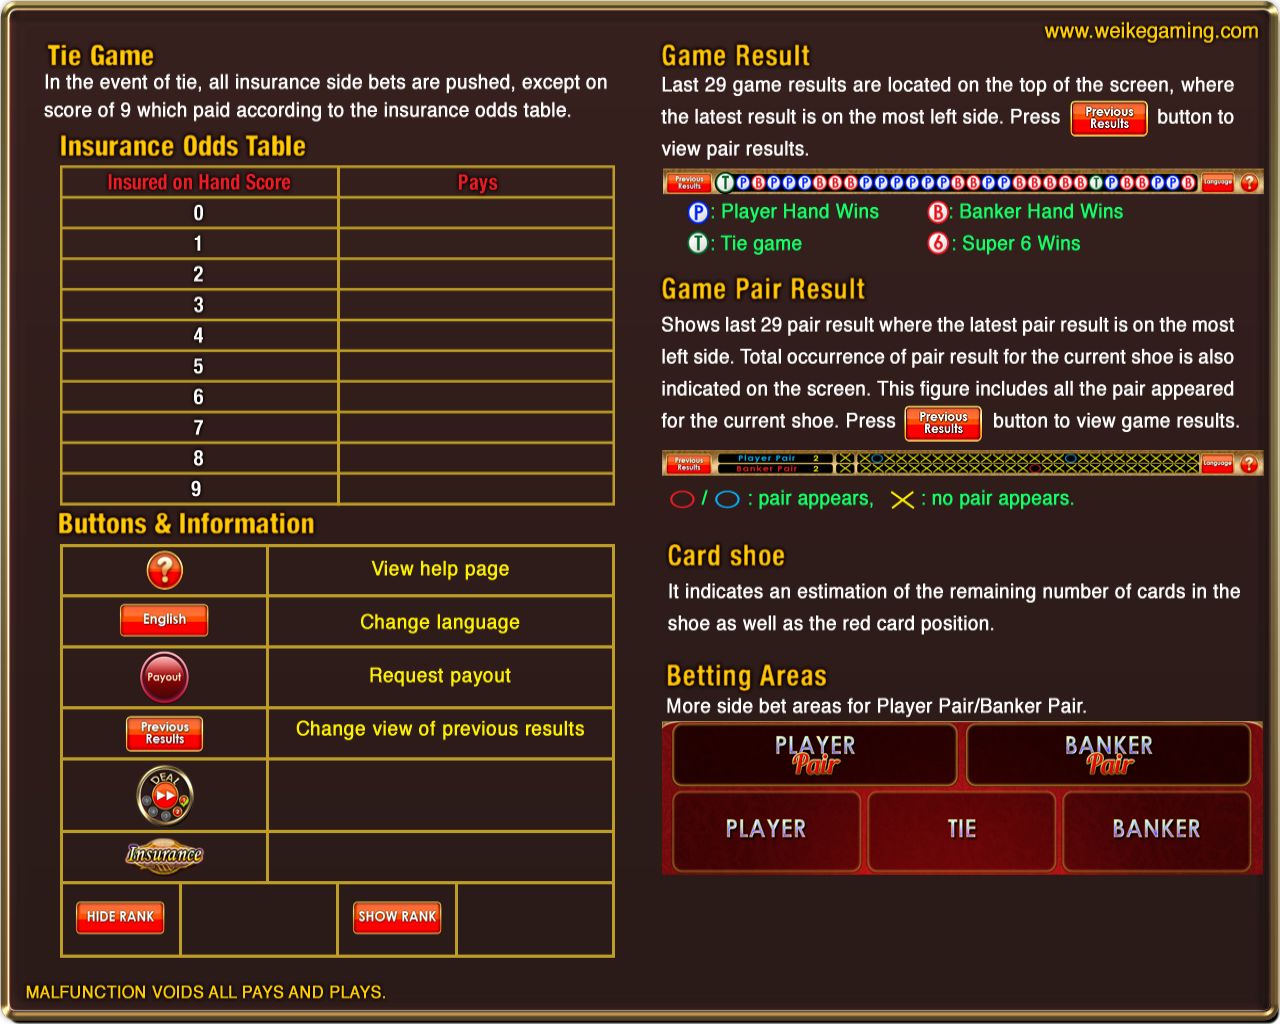 www.weikegaming.com
Tie Game
In the event of tie, all insurance side bets are pushed, except on
score of 9 which paid according to the insurance odds table.
Insurance Odds Table
Insured on Hand Score Pays
0
1
2
3
4
5
6
7
8
9
Buttons & Information
? View help page
English Change language
Payout Request payout
Previous
Results
Change view of previous results
DEAL
Insurance
HIDE RANK SHOW RANK
MALFUNCTION VOIDS ALL PAYS AND PLAYS.
Game Result
Last 29 game results are located on the top of the screen, where
the latest result is on the most left side. Press Previous Results button to
view pair results.
Previous
Results
T P B P P P B B B P P P P P P B B P P B B B B B T P B B P P B Language ?
P : Player Hand Wins B : Banker Hand Wins
T : Tie game 6 : Super 6 Wins
Game Pair Result
Shows last 29 pair result where the latest pair result is on the most
left side. Total occurrence of pair result for the current shoe is also
indicated on the screen. This figure includes all the pair appeared
for the current shoe. Press Previous Results button to view game results.
Previous
Results
Player Pair 2
Banker Pair 2
Language ?
/ : pair appears, : no pair appears.
Card shoe
It indicates an estimation of the remaining number of cards in the
shoe as well as the red card position.
Betting Areas
More side bet areas for Player Pair/Banker Pair.
PLAYER
Pair
BANKER
Pair
PLAYER TIE BANKER